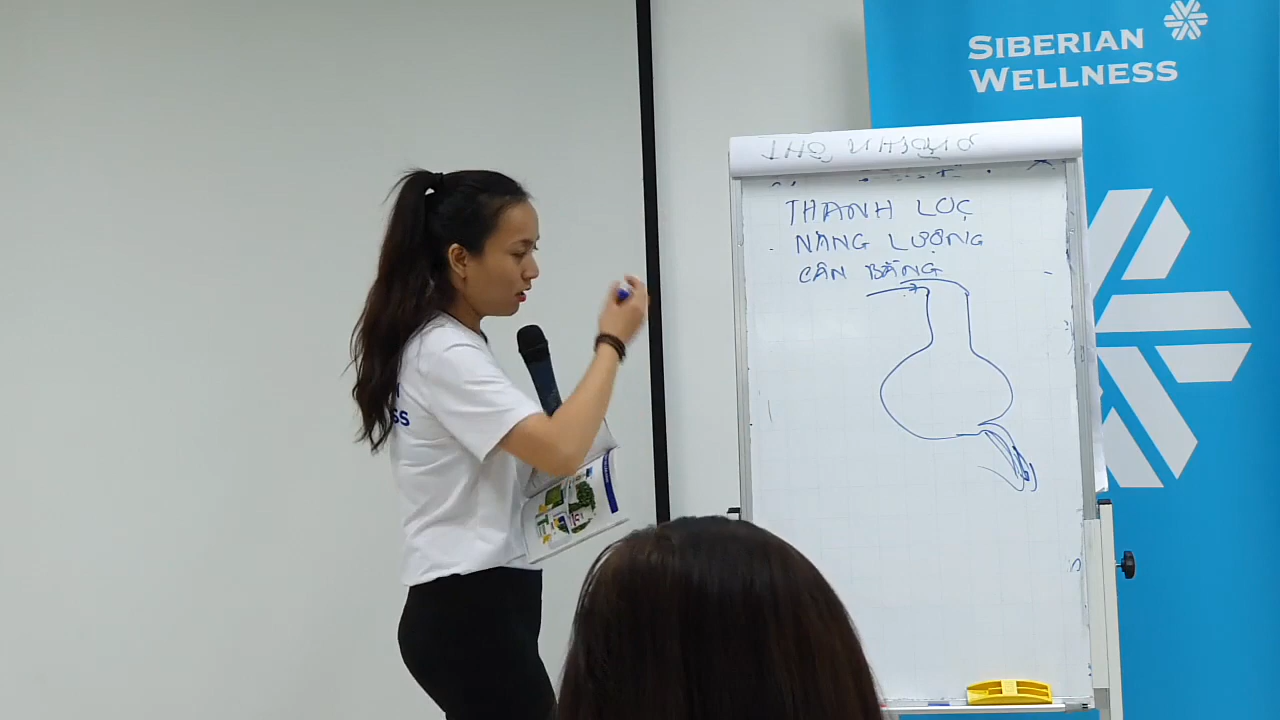 SIBERIAN
WELLNESS
THANH LỌC
NĂNG LƯỢNG
CÂN BẰNG